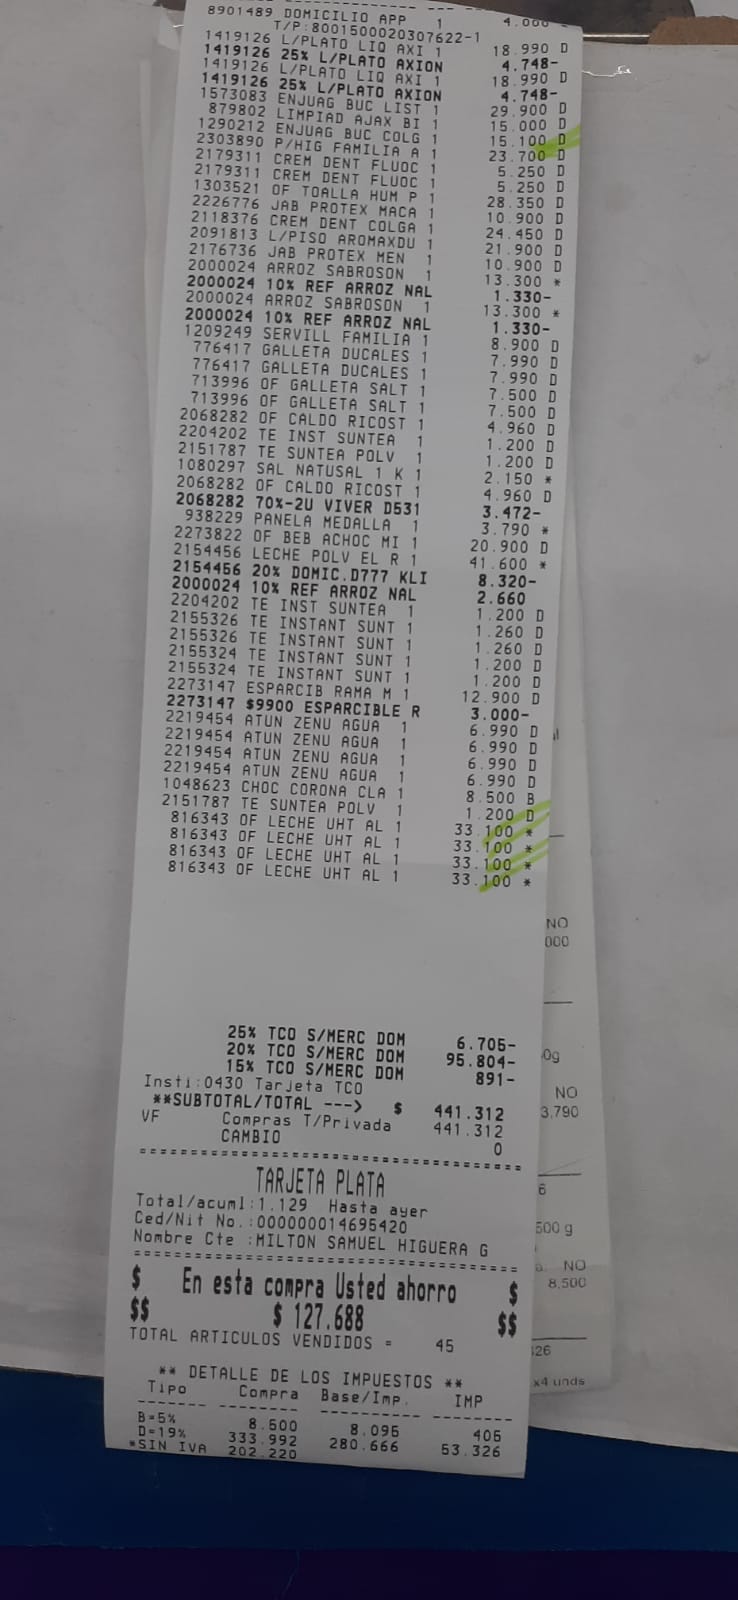 8901489 DOMICILIO APP 1 4.000
T/P:8001500020307622-1
1419126 L/PLATO LIQ AXI 1 18.990 D
1419126 25% L/PLATO AXION 4.748-
1419126 L/PLATO LIQ AXI 1 18.990 D
1419126 25% L/PLATO AXION 4.748-
1573083 ENJUAG BUC LIST 1 29.900 D
879802 LIMPIAD AJAX BI 1 15.000 D
1290212 ENJUAG BUC COLG 1 15.100 D
2303890 P/HIG FAMILIA A 1 23.700 D
2179311 CREM DENT FLUOC 1 5.250 D
2179311 CREM DENT FLUOC 1 5.250 D
1303521 OF TOALLA HUM P 1 28.350 D
2226776 JAB PROTEX MACA 1 10.900 D
2118376 CREM DENT COLGA 1 24.450 D
2091813 L/PISO AROMAXDU 1 21.900 D
2176736 JAB PROTEX MEN 1 10.900 D
2000024 ARROZ SABROSON 1 13.300 *
2000024 10% REF ARROZ NAL 1.330-
2000024 ARROZ SABROSON 1 13.300 *
2000024 10% REF ARROZ NAL 1.330-
1209249 SERVILL FAMILIA 1 8.900 D
776417 GALLETA DUCALES 1 7.990 D
776417 GALLETA DUCALES 1 7.990 D
713996 OF GALLETA SALT 1 7.500 D
713996 OF GALLETA SALT 1 7.500 D
2068282 OF CALDO RICOST 1 4.960 D
2204202 TE INST SUNTEA 1 1.200 D
2151787 TE SUNTEA POLV 1 1.200 D
1080297 SAL NATUSAL 1 K 1 2.150 *
2068282 OF CALDO RICOST 1 4.960 D
2068282 70%-2U VIVER D531 3.472-
938229 PANELA MEDALLA 1 3.790 *
2273822 OF BEB ACHOC MI 1 20.900 D
2154456 LECHE POLV EL R 1 41.600 *
2154456 20% DOMIC.D777 KLI 8.320-
2000024 10% REF ARROZ NAL 2.660
2204202 TE INST SUNTEA 1 1.200 D
2155326 TE INSTANT SUNT 1 1.260 D
2155326 TE INSTANT SUNT 1 1.260 D
2155324 TE INSTANT SUNT 1 1.200 D
2155324 TE INSTANT SUNT 1 1.200 D
2273147 ESPARCIB RAMA M 1 12.900 D
2273147 $9900 ESPARCIBLE R 3.000-
2219454 ATUN ZENU AGUA 1 6.990 D
2219454 ATUN ZENU AGUA 1 6.990 D
2219454 ATUN ZENU AGUA 1 6.990 D
2219454 ATUN ZENU AGUA 1 6.990 D
1048623 CHOC CORONA CLA 1 8.500 B
2151787 TE SUNTEA POLV 1 1.200 D
816343 OF LECHE UHT AL 1 33.100 *
816343 OF LECHE UHT AL 1 33.100 *
816343 OF LECHE UHT AL 1 33.100 *
816343 OF LECHE UHT AL 1 33.100 *
NO
000
25% TCO S/MERC DOM 6.705-
20% TCO S/MERC DOM 95.804-
15% TCO S/MERC DOM 891-
0g
Insti:0430 Tarjeta TCO
**SUBTOTAL/TOTAL ---> $ 441.312
VF Compras T/Privada 441.312
CAMBIO 0
NO
3,790
TARJETA PLATA
Total/acuml:1.129 Hasta ayer
Ced/Nit No.:0000000014695420
Nombre Cte :MILTON SAMUEL HIGUERA G
6
500 g
NO
8,500
$ En esta compra Usted ahorro $
$$ $ 127.688 $$
TOTAL ARTICULOS VENDIDOS = 45
126
x4 unds
** DETALLE DE LOS IMPUESTOS **
Tipo Compra Base/Imp. IMP
B=5% 8.500 8.095 405
D=19% 333.992 280.666 53.326
*SIN IVA 202.220